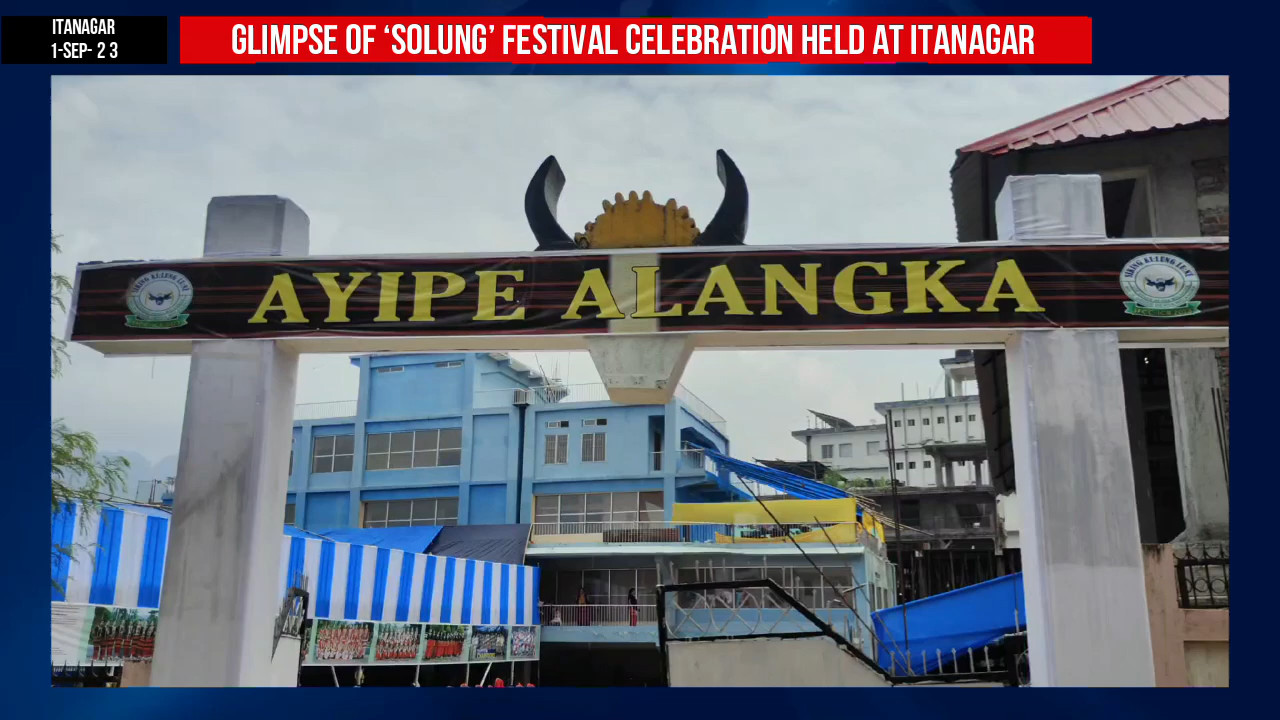 ITANAGAR
1-SEP- 2 3
GLIMPSE OF ‘SOLUNG’ FESTIVAL CELEBRATION HELD AT ITANAGAR
AYIPE ALANGKA